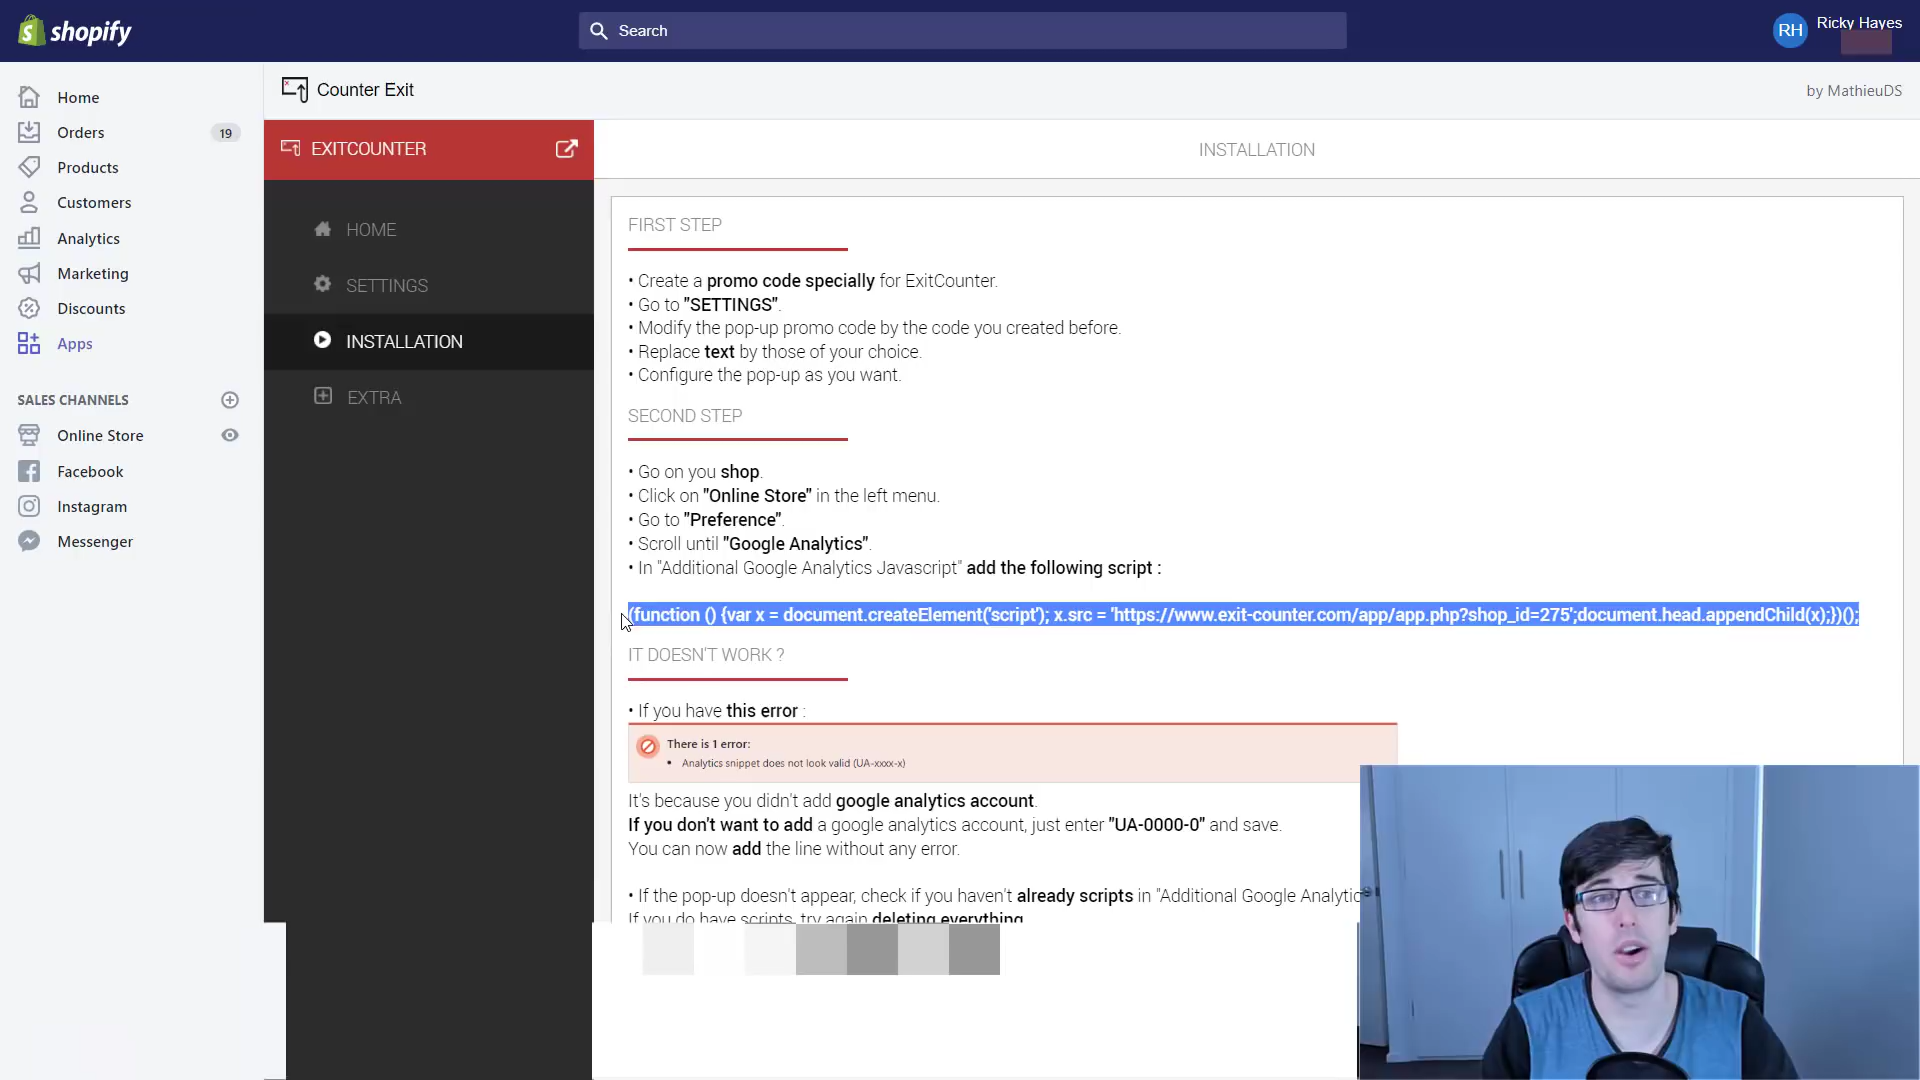 shopify
Search
RH
Ricky Hayes
Home
Orders
19
Products
Customers
Analytics
Marketing
Discounts
Apps
SALES CHANNELS
Online Store
Facebook
Instagram
Messenger
Counter Exit
by MathieuDS
EXITCOUNTER
HOME
SETTINGS
INSTALLATION
EXTRA
INSTALLATION
FIRST STEP
• Create a promo code specially for ExitCounter.
• Go to "SETTINGS".
• Modify the pop-up promo code by the code you created before.
• Replace text by those of your choice.
• Configure the pop-up as you want.
SECOND STEP
• Go on you shop.
• Click on "Online Store" in the left menu.
• Go to "Preference".
• Scroll until "Google Analytics".
• In "Additional Google Analytics Javascript" add the following script :
(function () {var x = document.createElement('script'); x.src = 'https://www.exit-counter.com/app/app.php?shop_id=275';document.head.appendChild(x);})();
IT DOESN'T WORK ?
• If you have this error :
There is 1 error:
• Analytics snippet does not look valid (UA-xxxx-x)
It's because you didn't add google analytics account.
If you don't want to add a google analytics account, just enter "UA-0000-0" and save.
You can now add the line without any error.
• If the pop-up doesn't appear, check if you haven't already scripts in "Additional Google Analytic
If you do have scripts, try again deleting everything